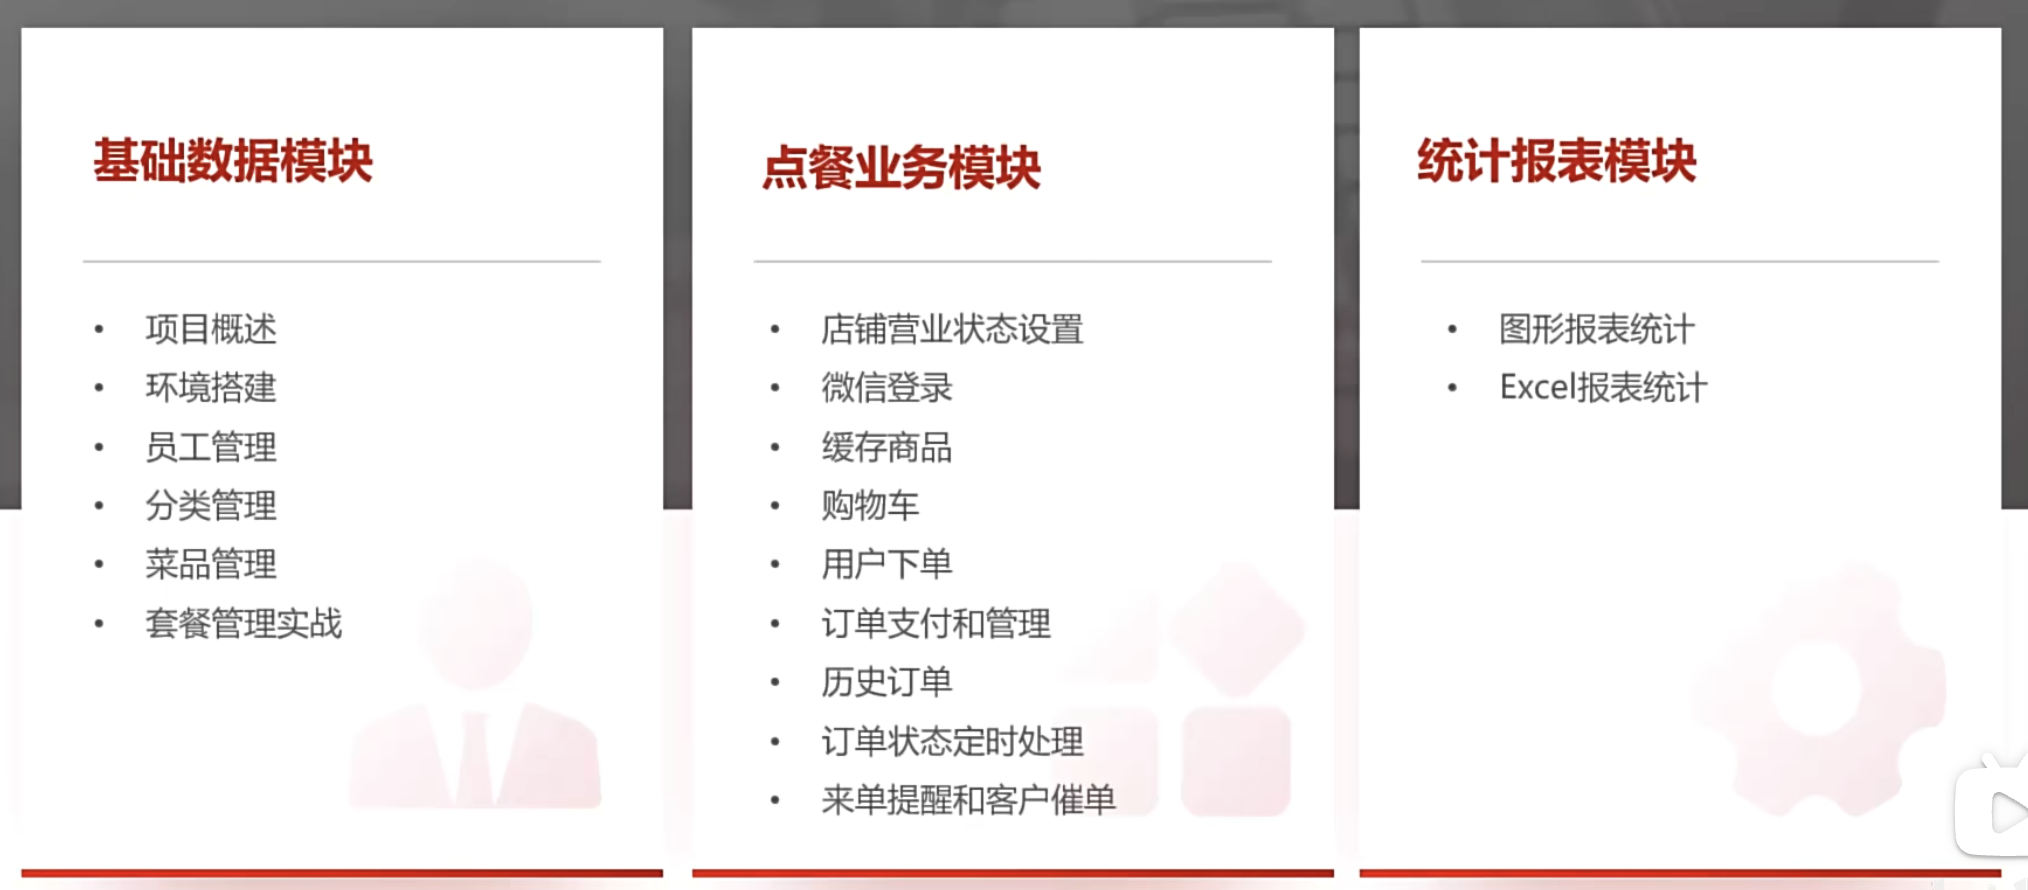 基础数据模块
• 项目概述
• 环境搭建
• 员工管理
• 分类管理
• 菜品管理
• 套餐管理实战
点餐业务模块
• 店铺营业状态设置
• 微信登录
• 缓存商品
• 购物车
• 用户下单
• 订单支付和管理
• 历史订单
• 订单状态定时处理
• 来单提醒和客户催单
统计报表模块
• 图形报表统计
• Excel报表统计